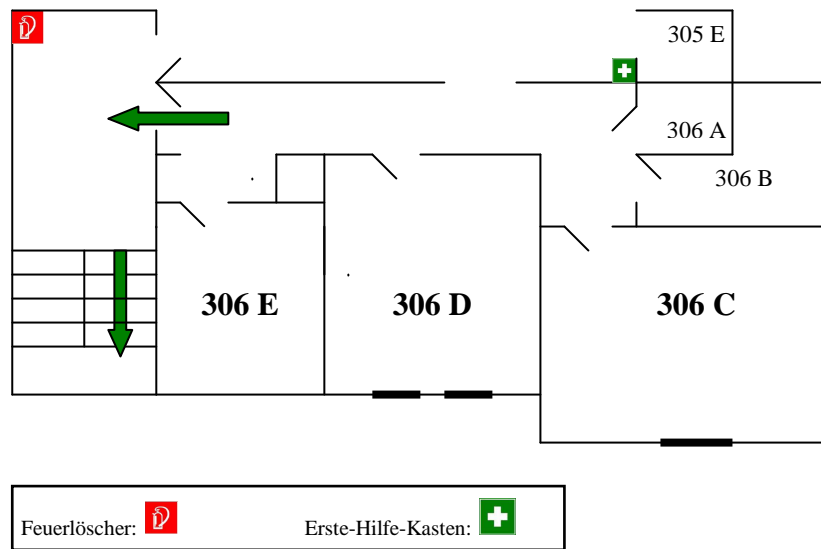 305 E
306 A
306 B
306 E
306 D
306 C
Feuerlöscher:
Erste-Hilfe-Kasten: